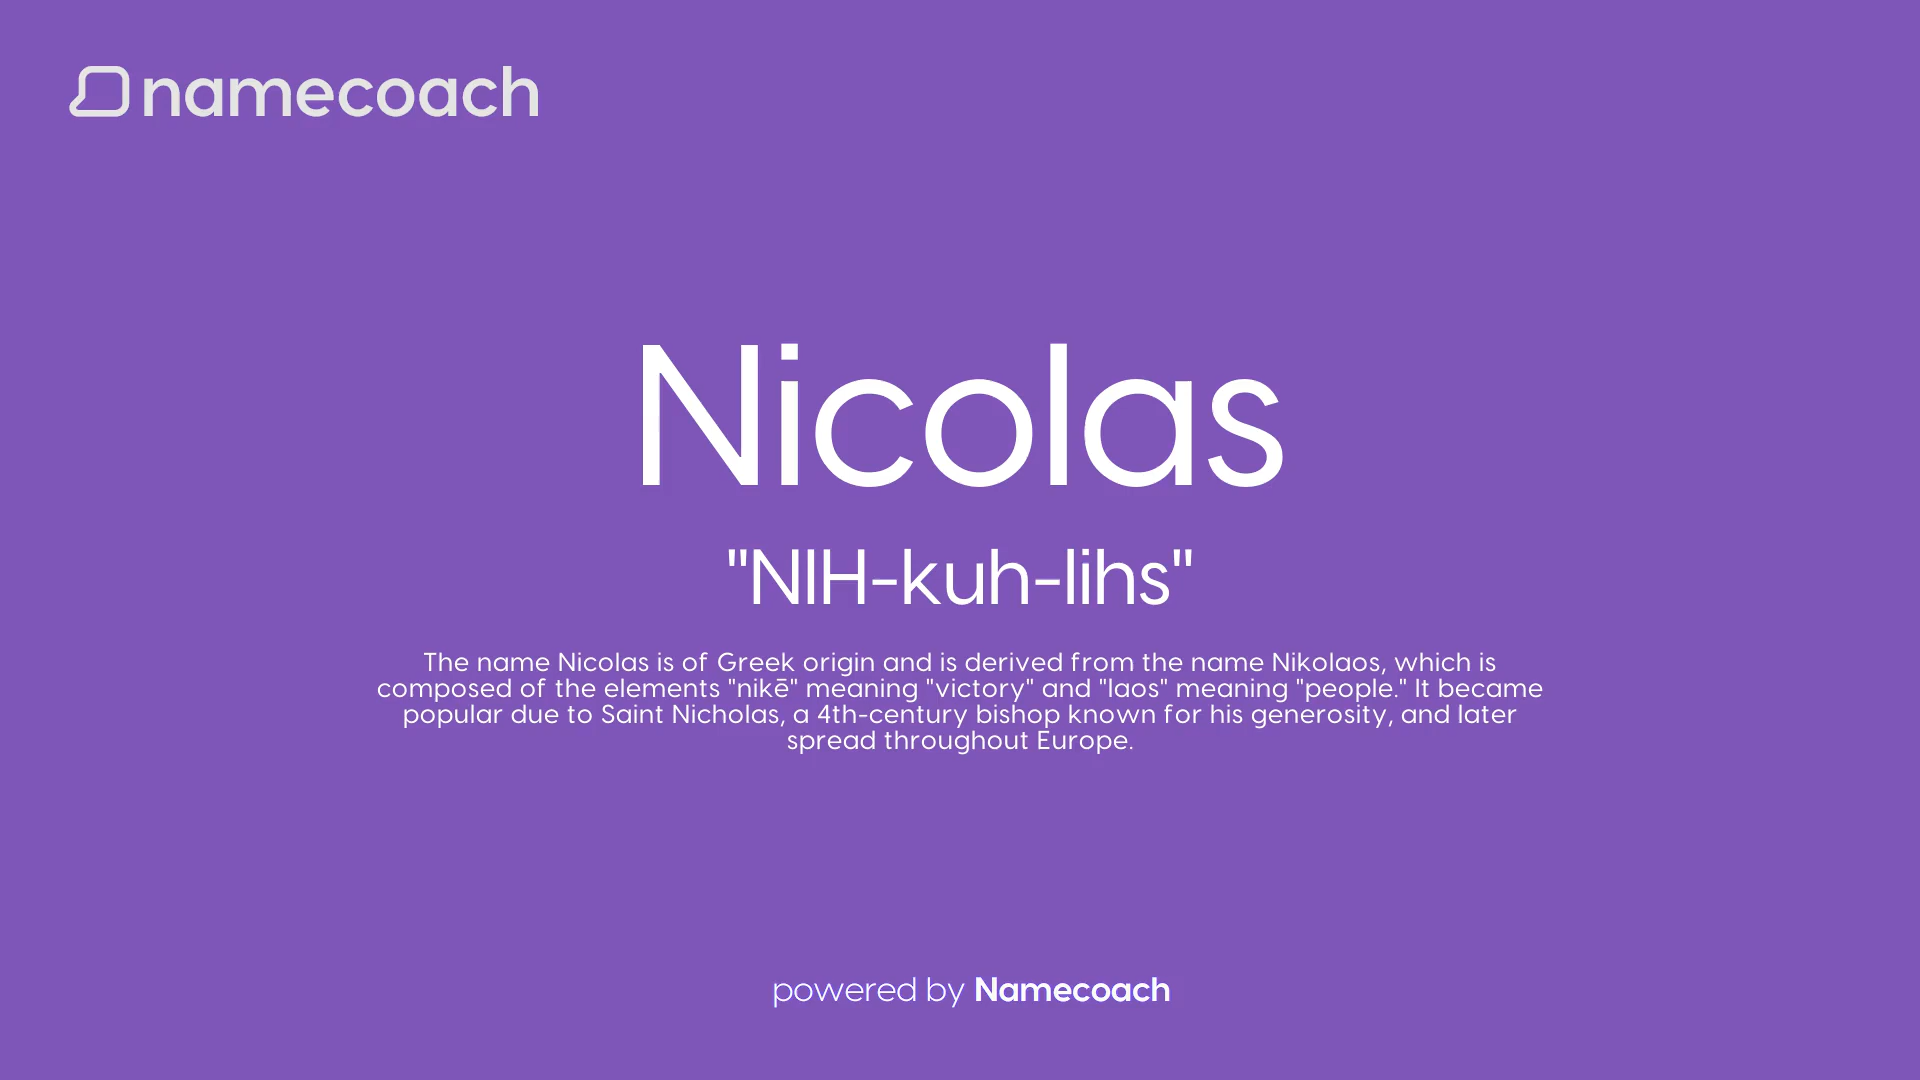 namecoach
Nicolas
"NIH-kuh-lihs"
The name Nicolas is of Greek origin and is derived from the name Nikolaos, which is
composed of the elements "nikē" meaning "victory" and "laos" meaning "people." It became
popular due to Saint Nicholas, a 4th-century bishop known for his generosity, and later
spread throughout Europe.
powered by Namecoach